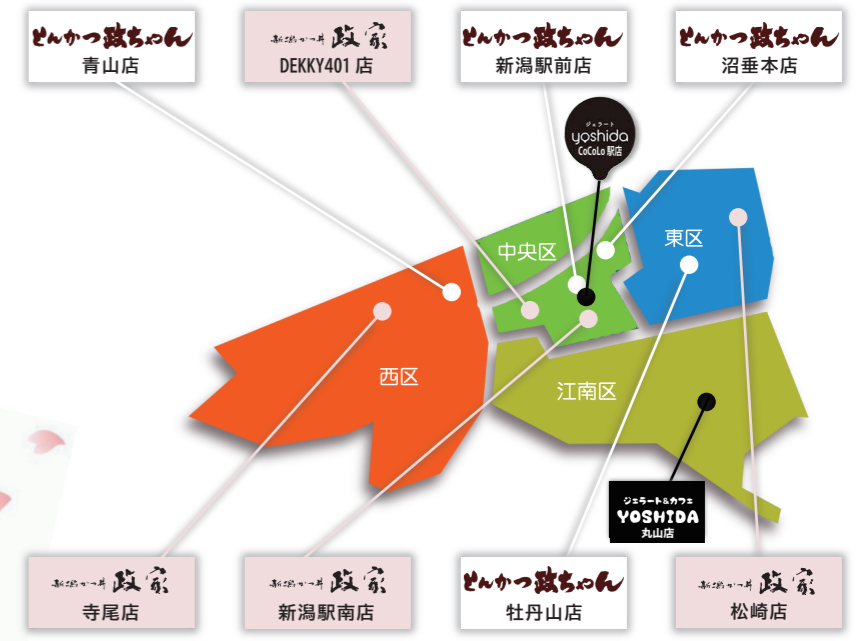 とんかつ政ちゃん
青山店
新潟かつ丼 政家
DEKKY401 店
とんかつ政ちゃん
新潟駅前店
とんかつ政ちゃん
沼垂本店
ジェラート
yoshida
CoCoLo 駅店
中央区
東区
西区
江南区
ジェラート&カフェ
YOSHIDA
丸山店
新潟かつ丼 政家
寺尾店
新潟かつ丼 政家
新潟駅南店
とんかつ政ちゃん
牡丹山店
新潟かつ丼 政家
松崎店